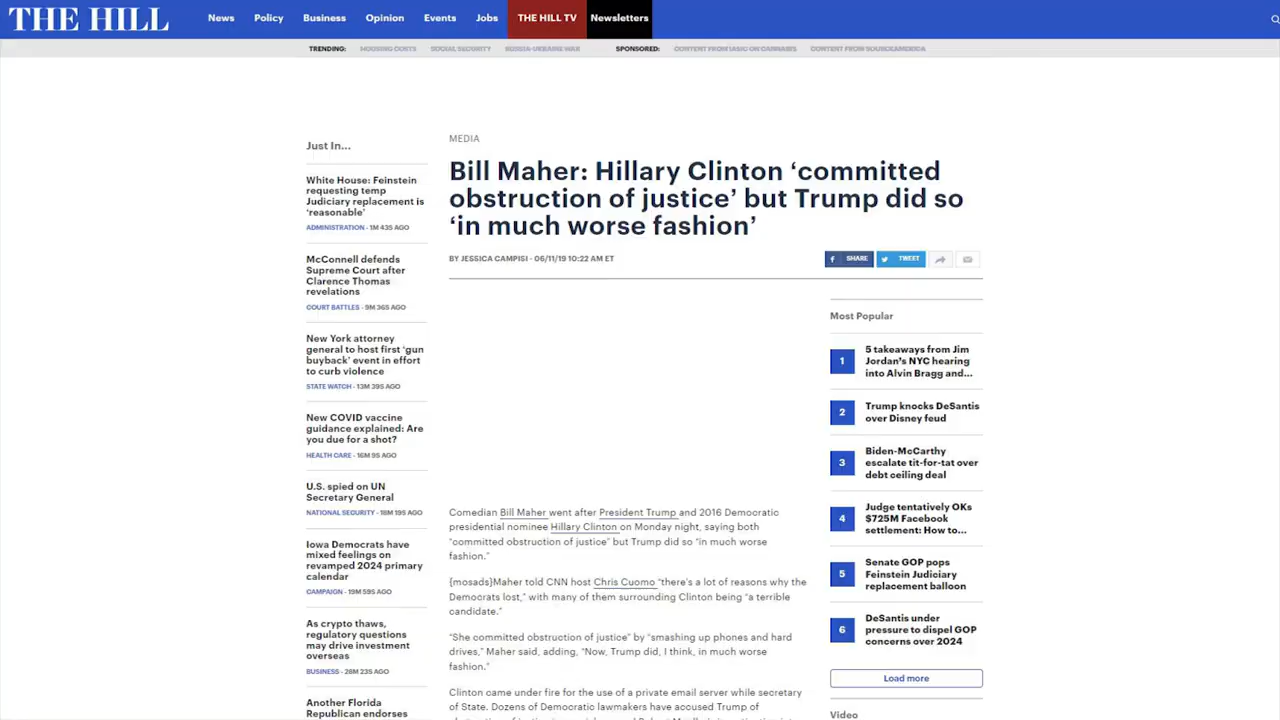 THE HILL
News Policy Business Opinion Events Jobs THE HILL TV Newsletters
TRENDING: HOUSING COSTS SOCIAL SECURITY RUSSIA-UKRAINE WAR SPONSORED: CONTENT FROM IASIC ON CANNABIS CONTENT FROM SOURCEAMERICA
Just In...
White House: Feinstein
requesting temp
Judiciary replacement is
‘reasonable’
ADMINISTRATION - 1M 43S AGO
McConnell defends
Supreme Court after
Clarence Thomas
revelations
COURT BATTLES - 9M 36S AGO
New York attorney
general to host first ‘gun
buyback’ event in effort
to curb violence
STATE WATCH - 13M 39S AGO
New COVID vaccine
guidance explained: Are
you due for a shot?
HEALTH CARE - 16M 9S AGO
U.S. spied on UN
Secretary General
NATIONAL SECURITY - 18M 19S AGO
Iowa Democrats have
mixed feelings on
revamped 2024 primary
calendar
CAMPAIGN - 19M 59S AGO
As crypto thaws,
regulatory questions
may drive investment
overseas
BUSINESS - 28M 23S AGO
Another Florida
Republican endorses
MEDIA
Bill Maher: Hillary Clinton ‘committed
obstruction of justice’ but Trump did so
‘in much worse fashion’
BY JESSICA CAMPISI - 06/11/19 10:22 AM ET
SHARE TWEET
Comedian Bill Maher went after President Trump and 2016 Democratic
presidential nominee Hillary Clinton on Monday night, saying both
“committed obstruction of justice” but Trump did so “in much worse
fashion.”
{mosads}Maher told CNN host Chris Cuomo “there’s a lot of reasons why the
Democrats lost,” with many of them surrounding Clinton being “a terrible
candidate.”
“She committed obstruction of justice” by “smashing up phones and hard
drives,” Maher said, adding, “Now, Trump did, I think, in much worse
fashion.”
Clinton came under fire for the use of a private email server while secretary
of State. Dozens of Democratic lawmakers have accused Trump of
Most Popular
1
5 takeaways from Jim
Jordan’s NYC hearing
into Alvin Bragg and...
2
Trump knocks DeSantis
over Disney feud
3
Biden-McCarthy
escalate tit-for-tat over
debt ceiling deal
4
Judge tentatively OKs
$725M Facebook
settlement: How to...
5
Senate GOP pops
Feinstein Judiciary
replacement balloon
6
DeSantis under
pressure to dispel GOP
concerns over 2024
Load more
Video